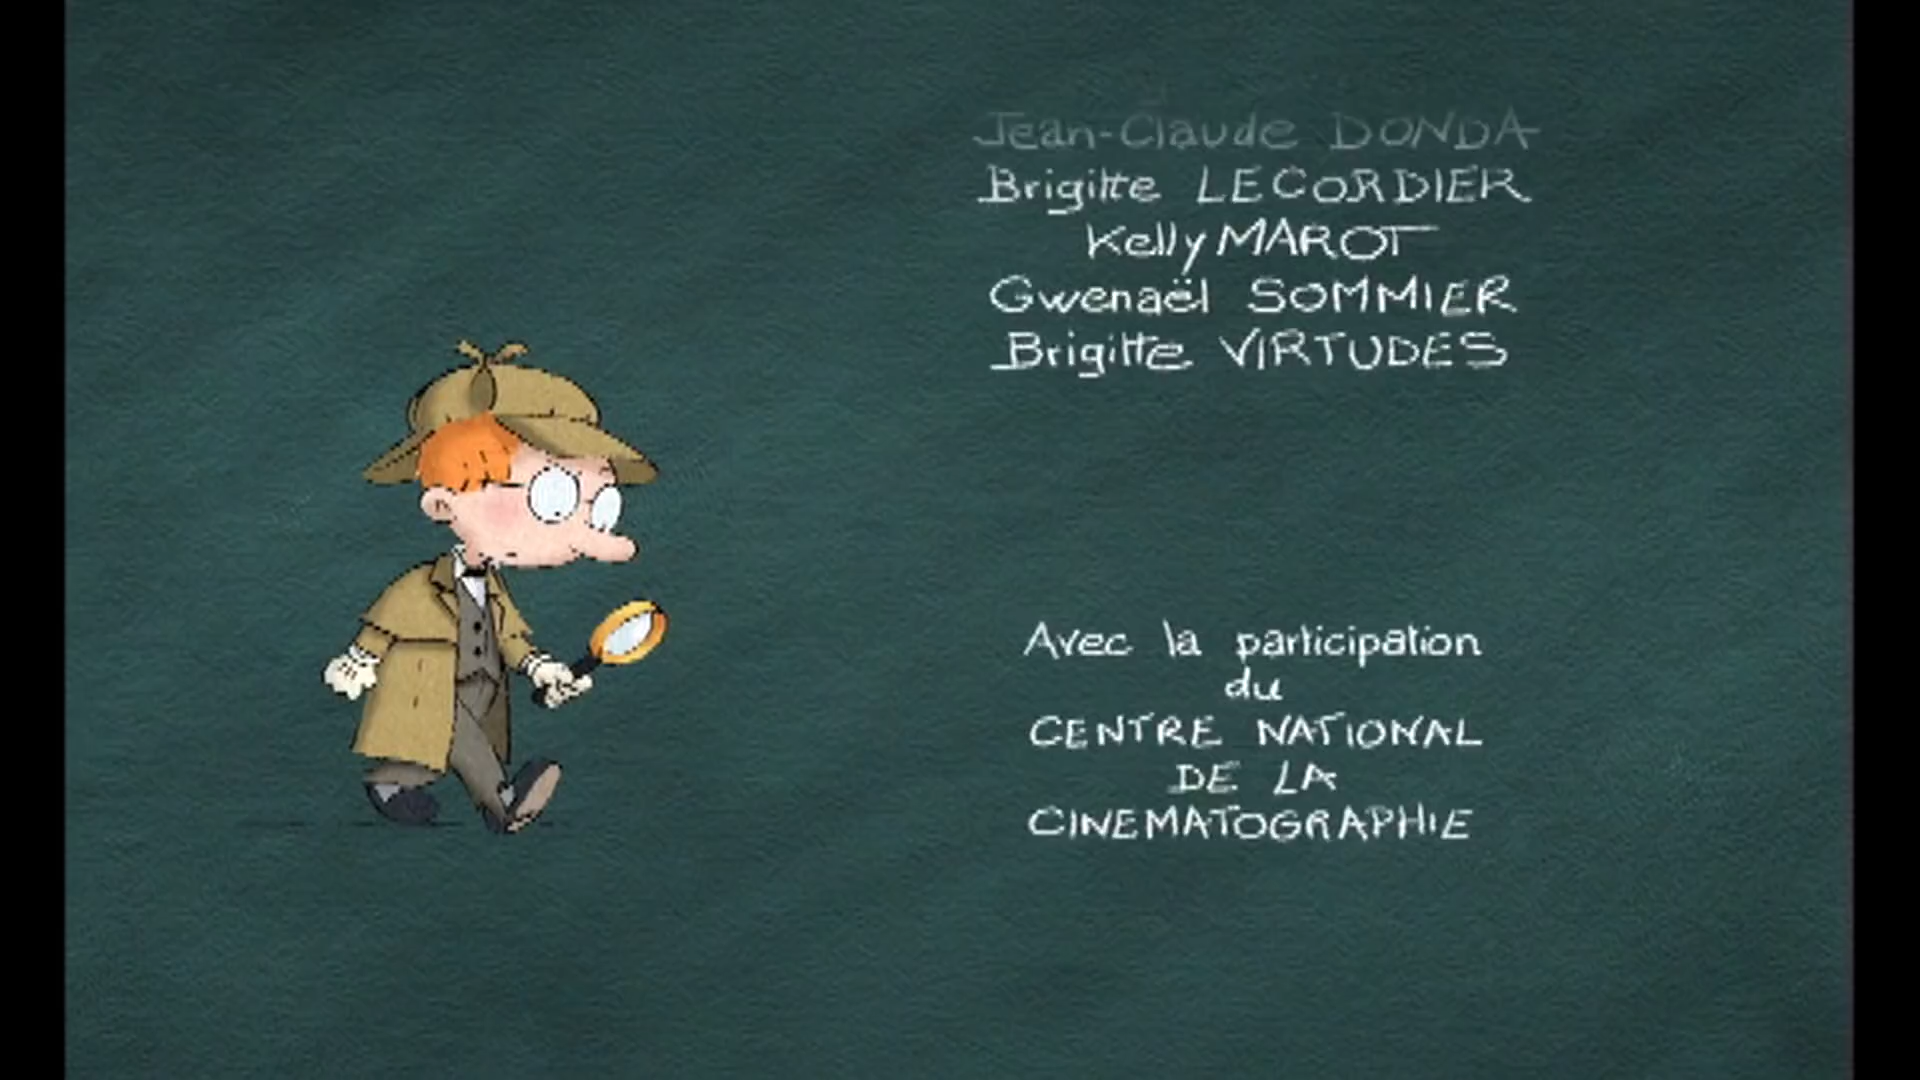 Jean-Claude DONDA
Brigitte LECORDIER
Kelly MAROT
Gwenaël SOMMIER
Brigitte VIRTUDES
Avec la participation
du
CENTRE NATIONAL
DE LA
CINEMATOGRAPHIE